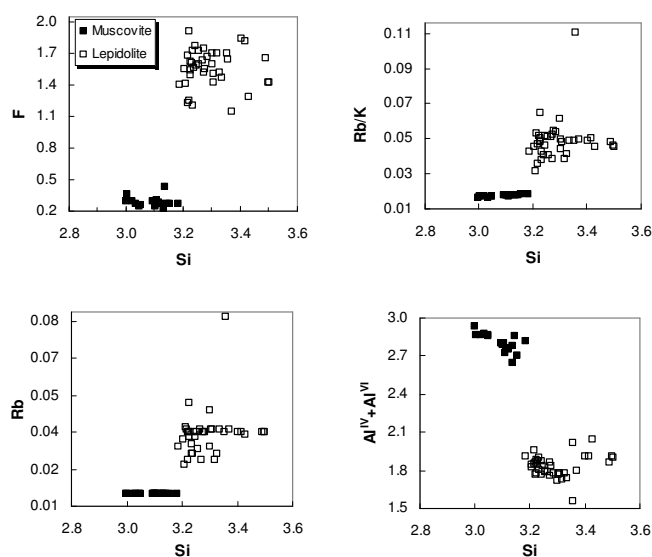 F
2.0
1.7
1.4
1.1
0.8
0.5
0.2
Muscovite
Lepidolite
2.8 3.0 3.2 3.4 3.6
Si
Rb/K
0.11
0.09
0.07
0.05
0.03
0.01
2.8 3.0 3.2 3.4 3.6
Si
Rb
0.08
0.07
0.05
0.04
0.02
0.01
2.8 3.0 3.2 3.4 3.6
Si
Al^IV+Al^VI
3.0
2.7
2.4
2.1
1.8
1.5
2.8 3.0 3.2 3.4 3.6
Si